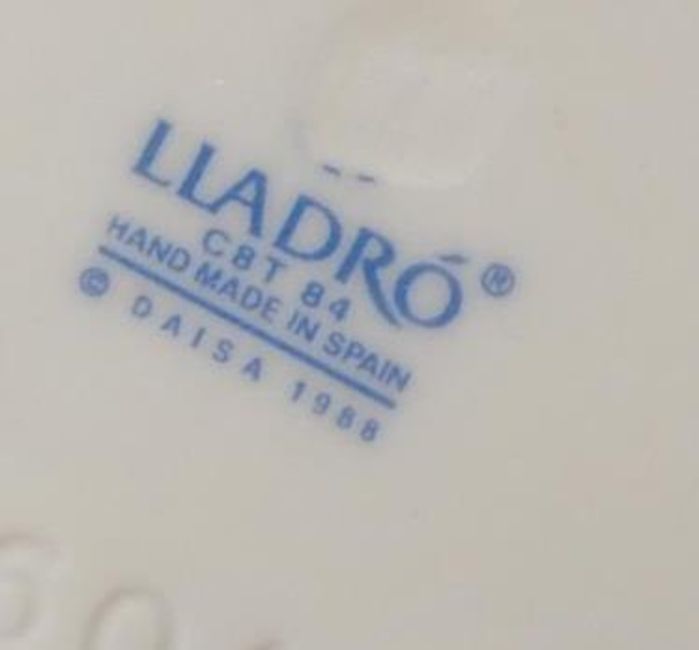 LLADRÓ®
C8T 84
HAND MADE IN SPAIN
© DAISA 1988